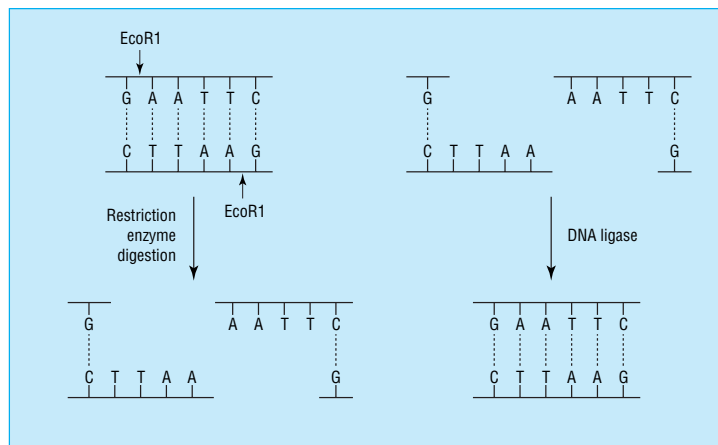 EcoR1
G A A T T C
C T T A A G
EcoR1
Restriction
enzyme
digestion
G A A T T C
C T T A A G
G A A T T C
C T T A A G
DNA ligase
G A A T T C
C T T A A G